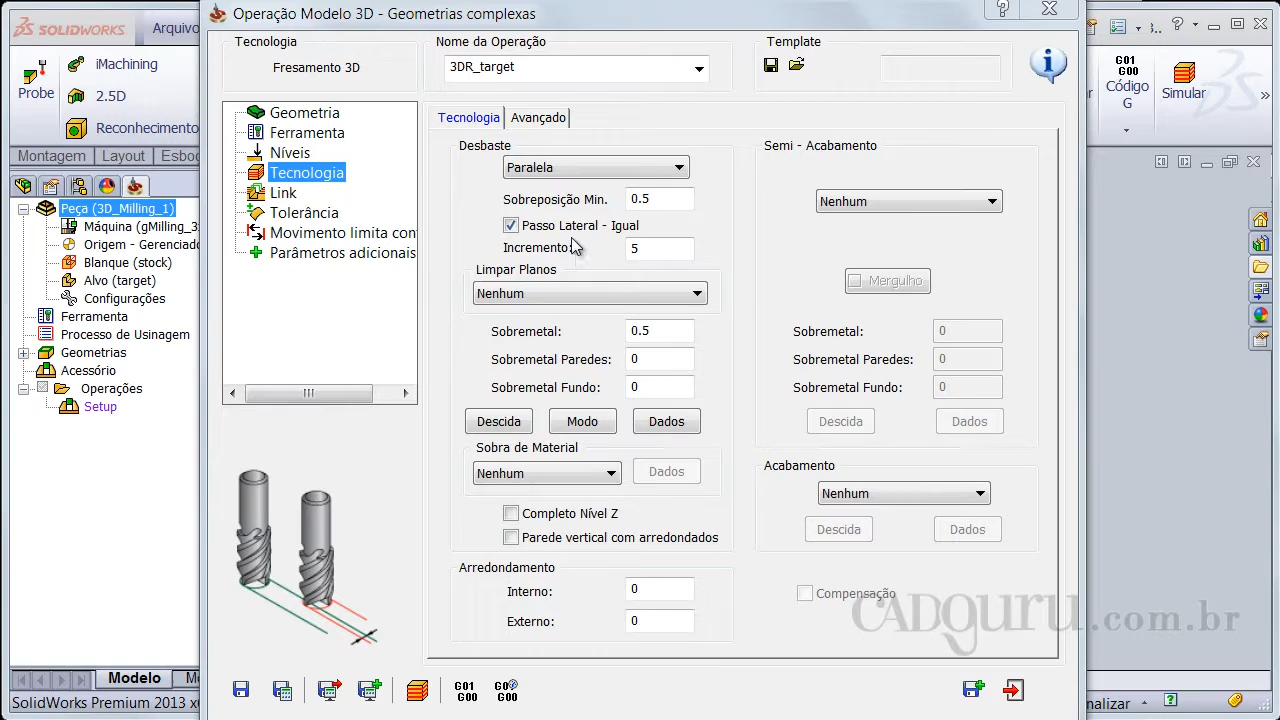 Operação Modelo 3D - Geometrias complexas
SOLIDWORKS
Arquivo
Tecnologia
Fresamento 3D
Nome da Operação
3DR_target
Template
Probe
iMachining
2.5D
Reconhecimento
G01
G00
Código
G
Simular
»
Montagem
Layout
Esboç
Geometria
Ferramenta
Níveis
Tecnologia
Link
Tolerância
Movimento limita con
Parâmetros adicionais
Peça (3D_Milling_1)
Máquina (gMilling_3
Origem - Gerenciado
Blanque (stock)
Alvo (target)
Configurações
Ferramenta
Processo de Usinagen
Geometrias
Acessório
Operações
Setup
Tecnologia
Avançado
Desbaste
Paralela
Sobreposição Min.
0.5
Passo Lateral - Igual
Incremento
5
Limpar Planos
Nenhum
Sobremetal:
0.5
Sobremetal Paredes:
0
Sobremetal Fundo:
0
Descida
Modo
Dados
Sobra de Material
Nenhum
Dados
Completo Nível Z
Parede vertical com arredondados
Arredondamento
Interno:
0
Externo:
0
Semi - Acabamento
Nenhum
Mergulho
Sobremetal:
0
Sobremetal Paredes:
0
Sobremetal Fundo:
0
Descida
Dados
Acabamento
Nenhum
Descida
Dados
Compensação
CADGURU.com.br
G01
G00
Modelo
SolidWorks Premium 2013 x
nalizar